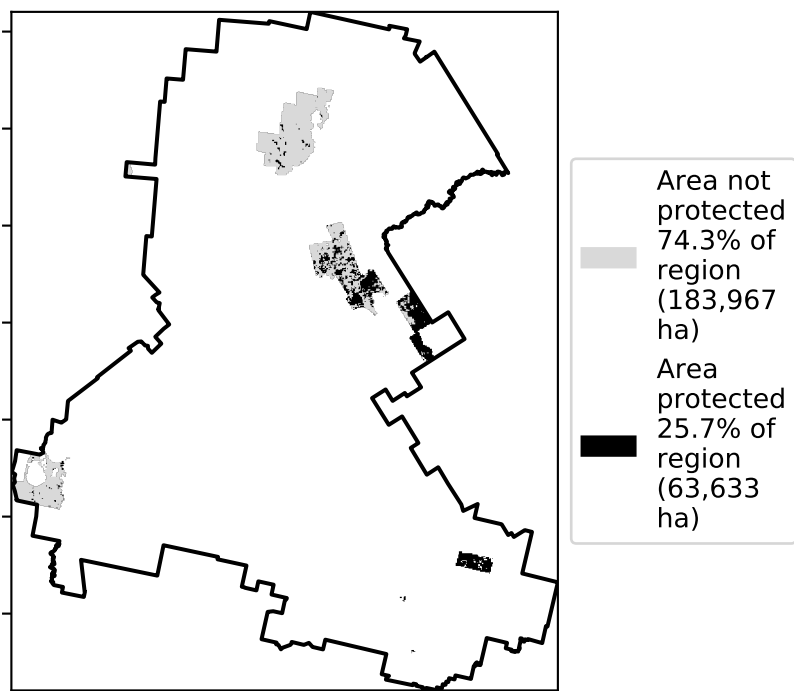 Area not
protected
74.3% of
region
(183,967
ha)
Area
protected
25.7% of
region
(63,633
ha)